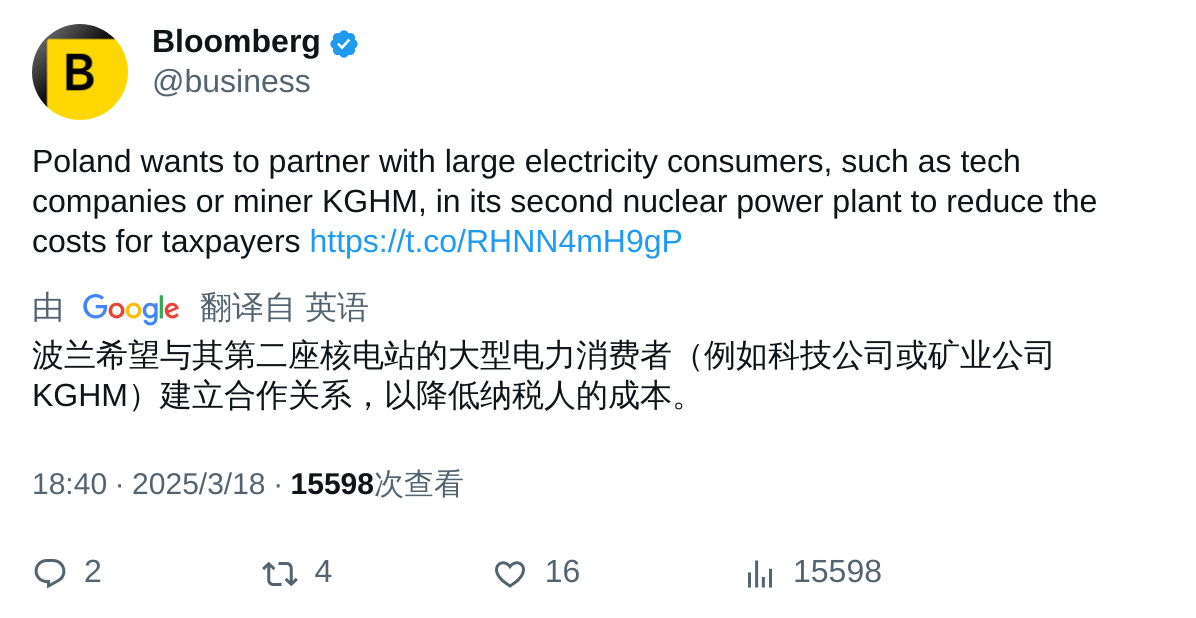 B
Bloomberg
@business
Poland wants to partner with large electricity consumers, such as tech
companies or miner KGHM, in its second nuclear power plant to reduce the
costs for taxpayers https://t.co/RHNN4mH9gP
由 Google 翻译自 英语
波兰希望与其第二座核电站的大型电力消费者（例如科技公司或矿业公司
KGHM）建立合作关系，以降低纳税人的成本。
18:40 · 2025/3/18 · 15598次查看
2 4 16 15598